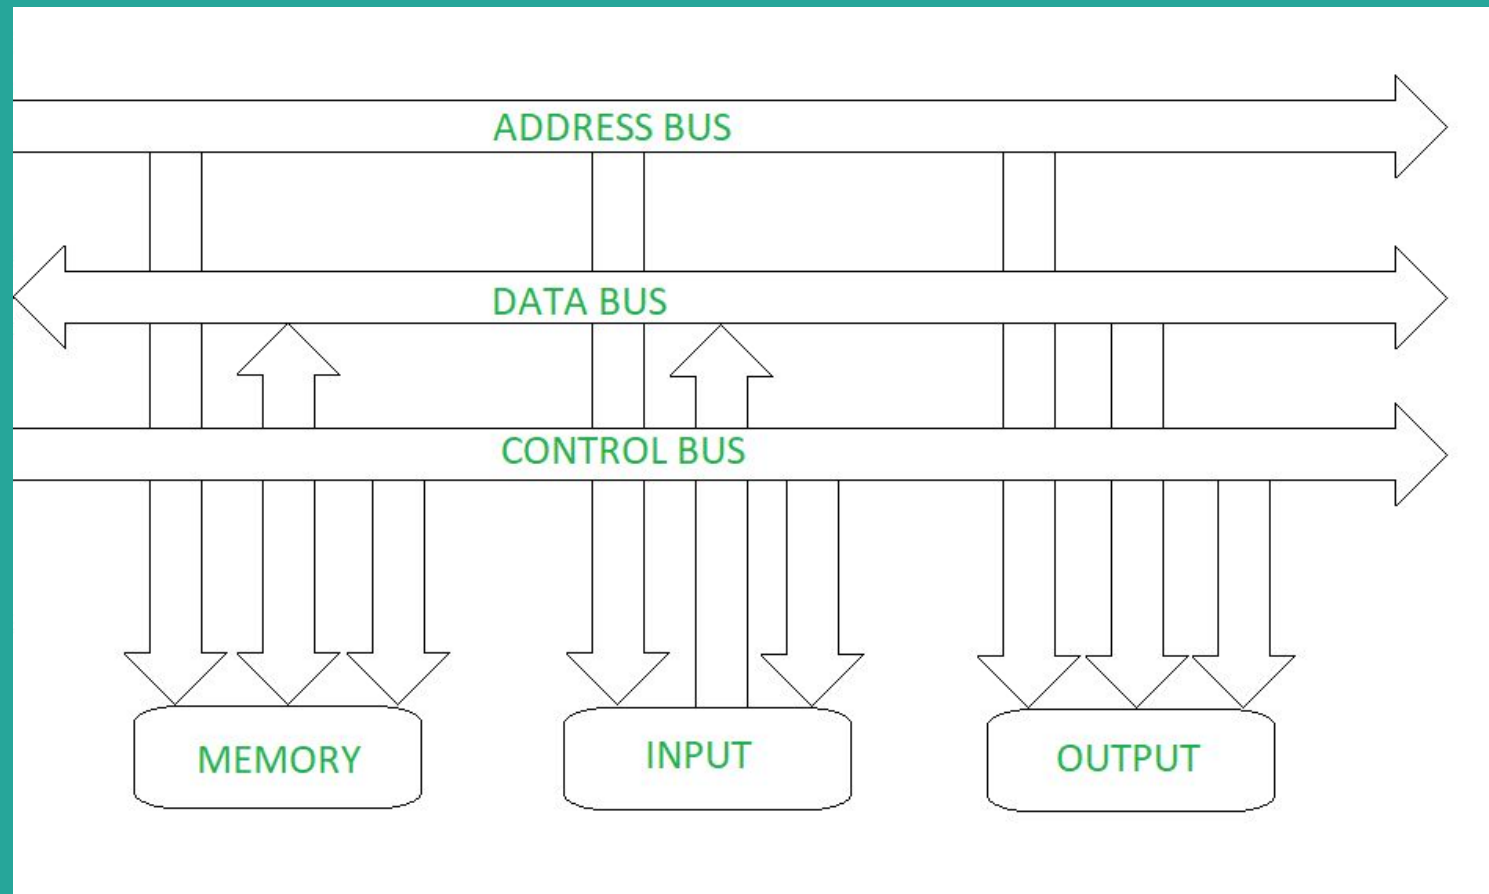 ADDRESS BUS
DATA BUS
CONTROL BUS
MEMORY
INPUT
OUTPUT